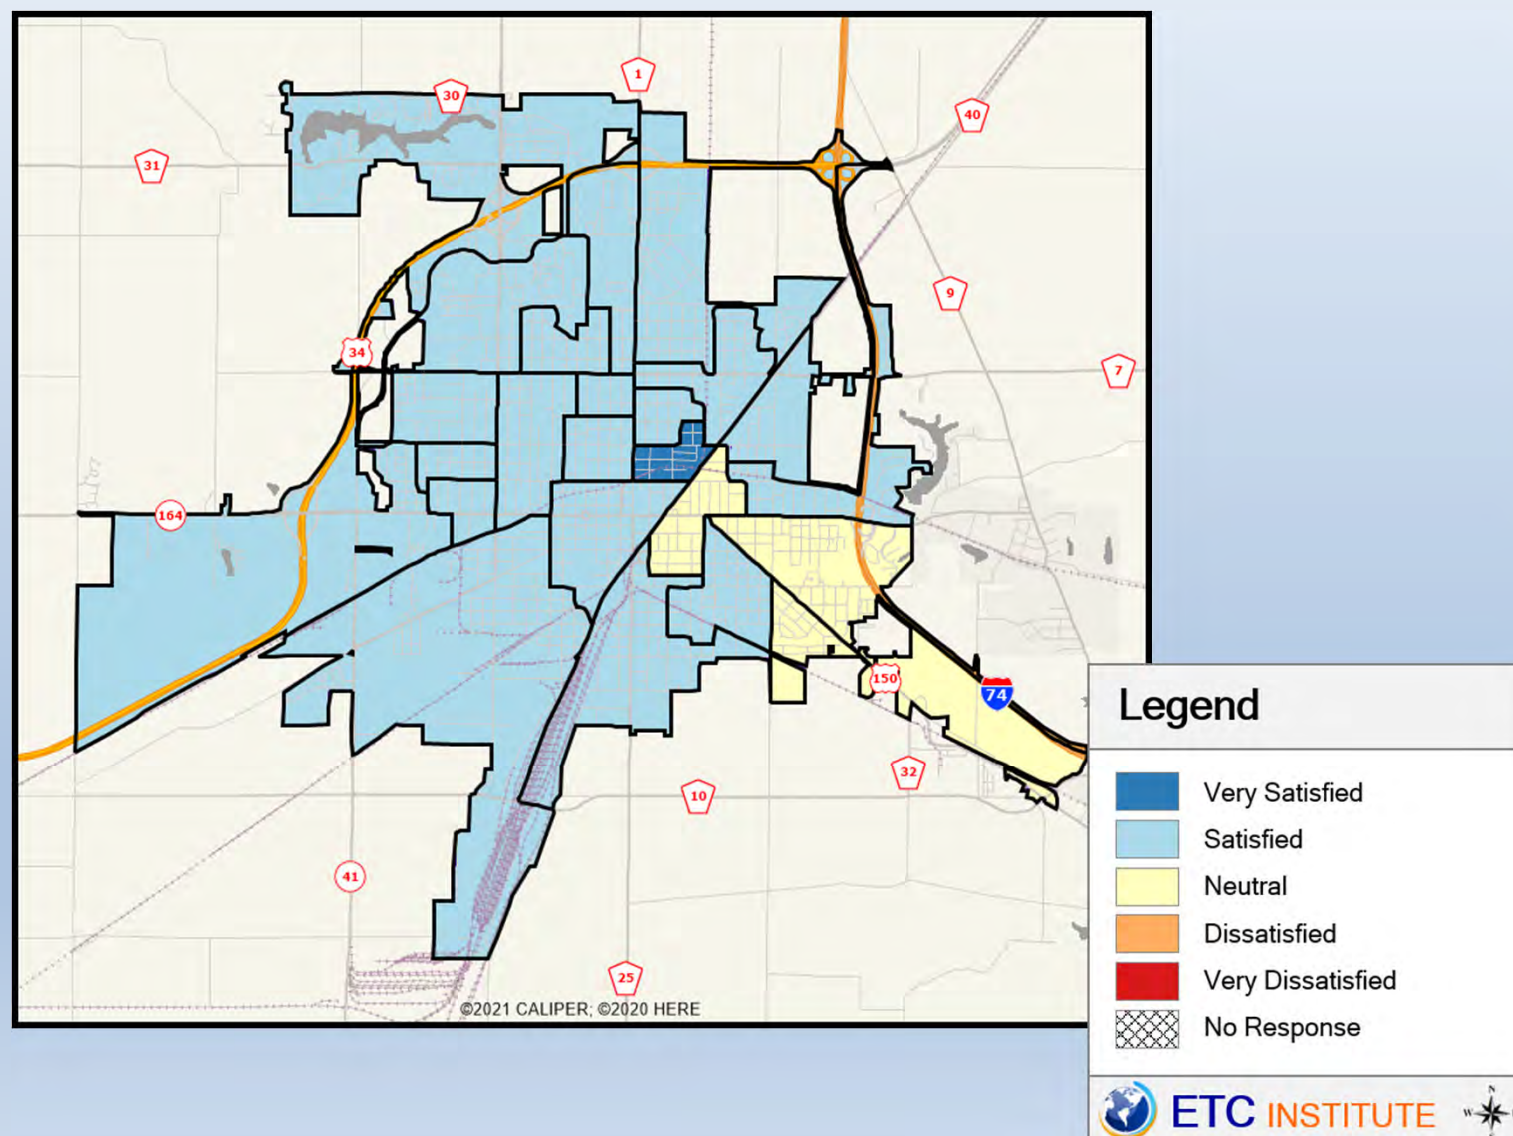 1
30
40
31
9
34
7
164
150
74
32
10
41
25
©2021 CALIPER; ©2020 HERE
Legend
Very Satisfied
Satisfied
Neutral
Dissatisfied
Very Dissatisfied
No Response
ETC INSTITUTE
N
W
S